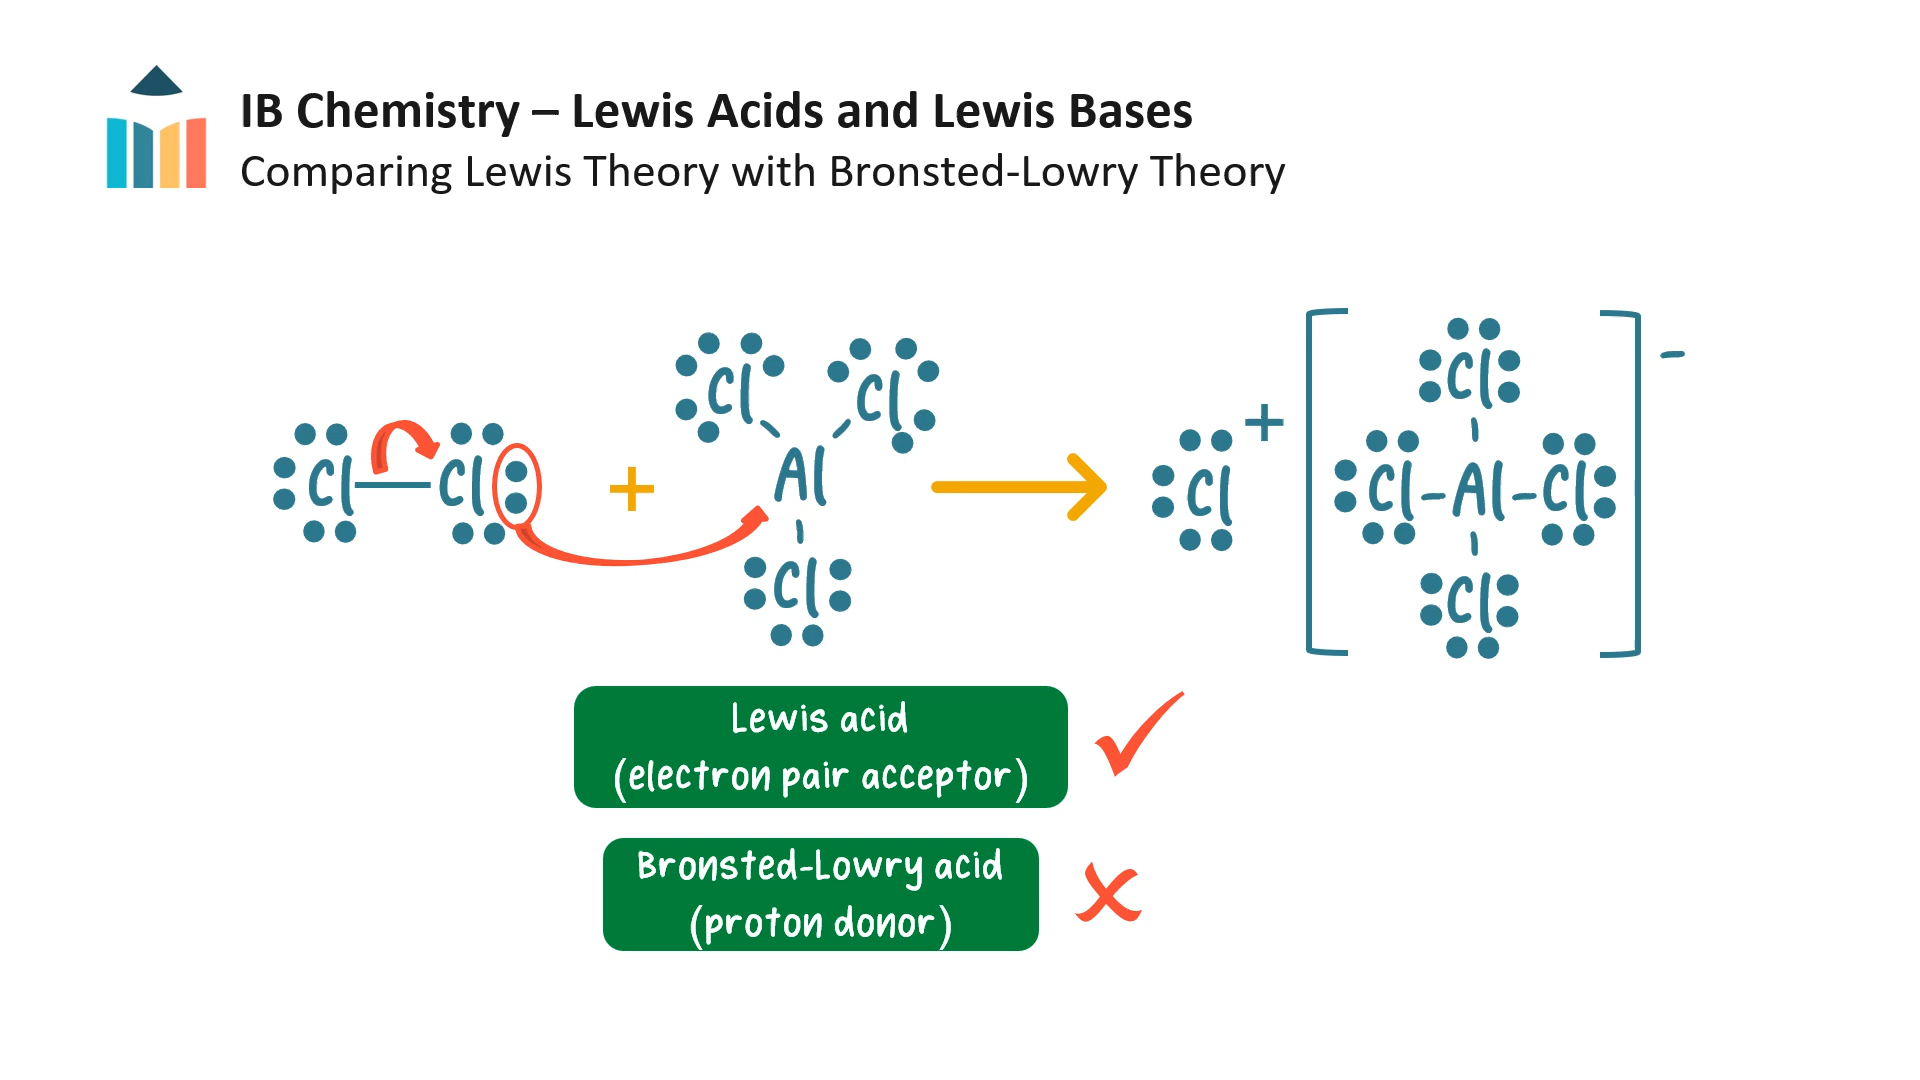 IB Chemistry – Lewis Acids and Lewis Bases
Comparing Lewis Theory with Bronsted-Lowry Theory
Cl Cl
+
Cl Cl
Al
Cl
Cl +
Cl
Cl Al Cl
Cl
−
Lewis acid
(electron pair acceptor)
Bronsted-Lowry acid
(proton donor)